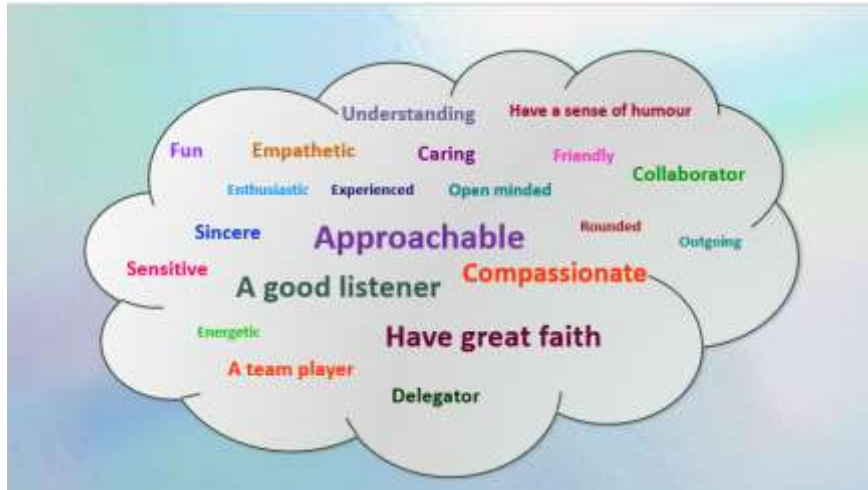 Understanding
Have a sense of humour
Fun
Empathetic
Caring
Friendly
Collaborator
Enthusiastic
Experienced
Open minded
Sincere
Approachable
Rounded
Outgoing
Sensitive
A good listener
Compassionate
Energetic
Have great faith
A team player
Delegator